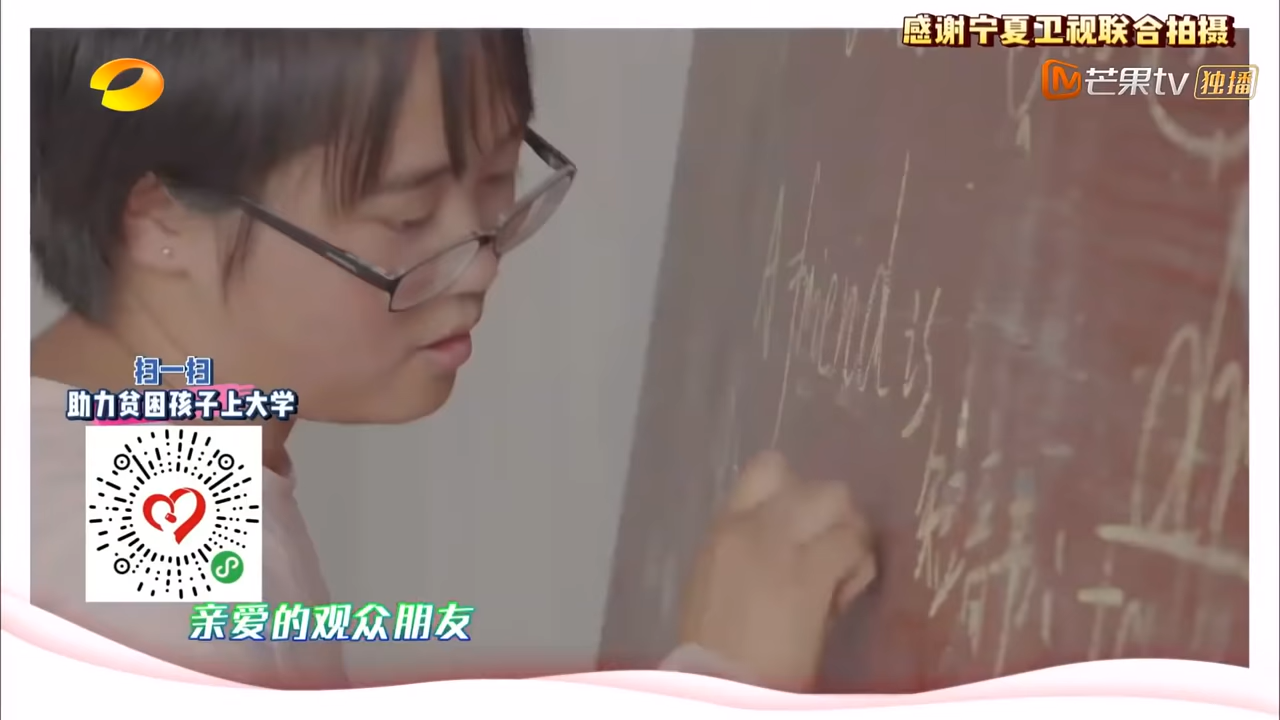 感谢宁夏卫视联合拍摄
芒果tv 独播
A friend is
扫一扫
助力贫困孩子上大学
亲爱的观众朋友